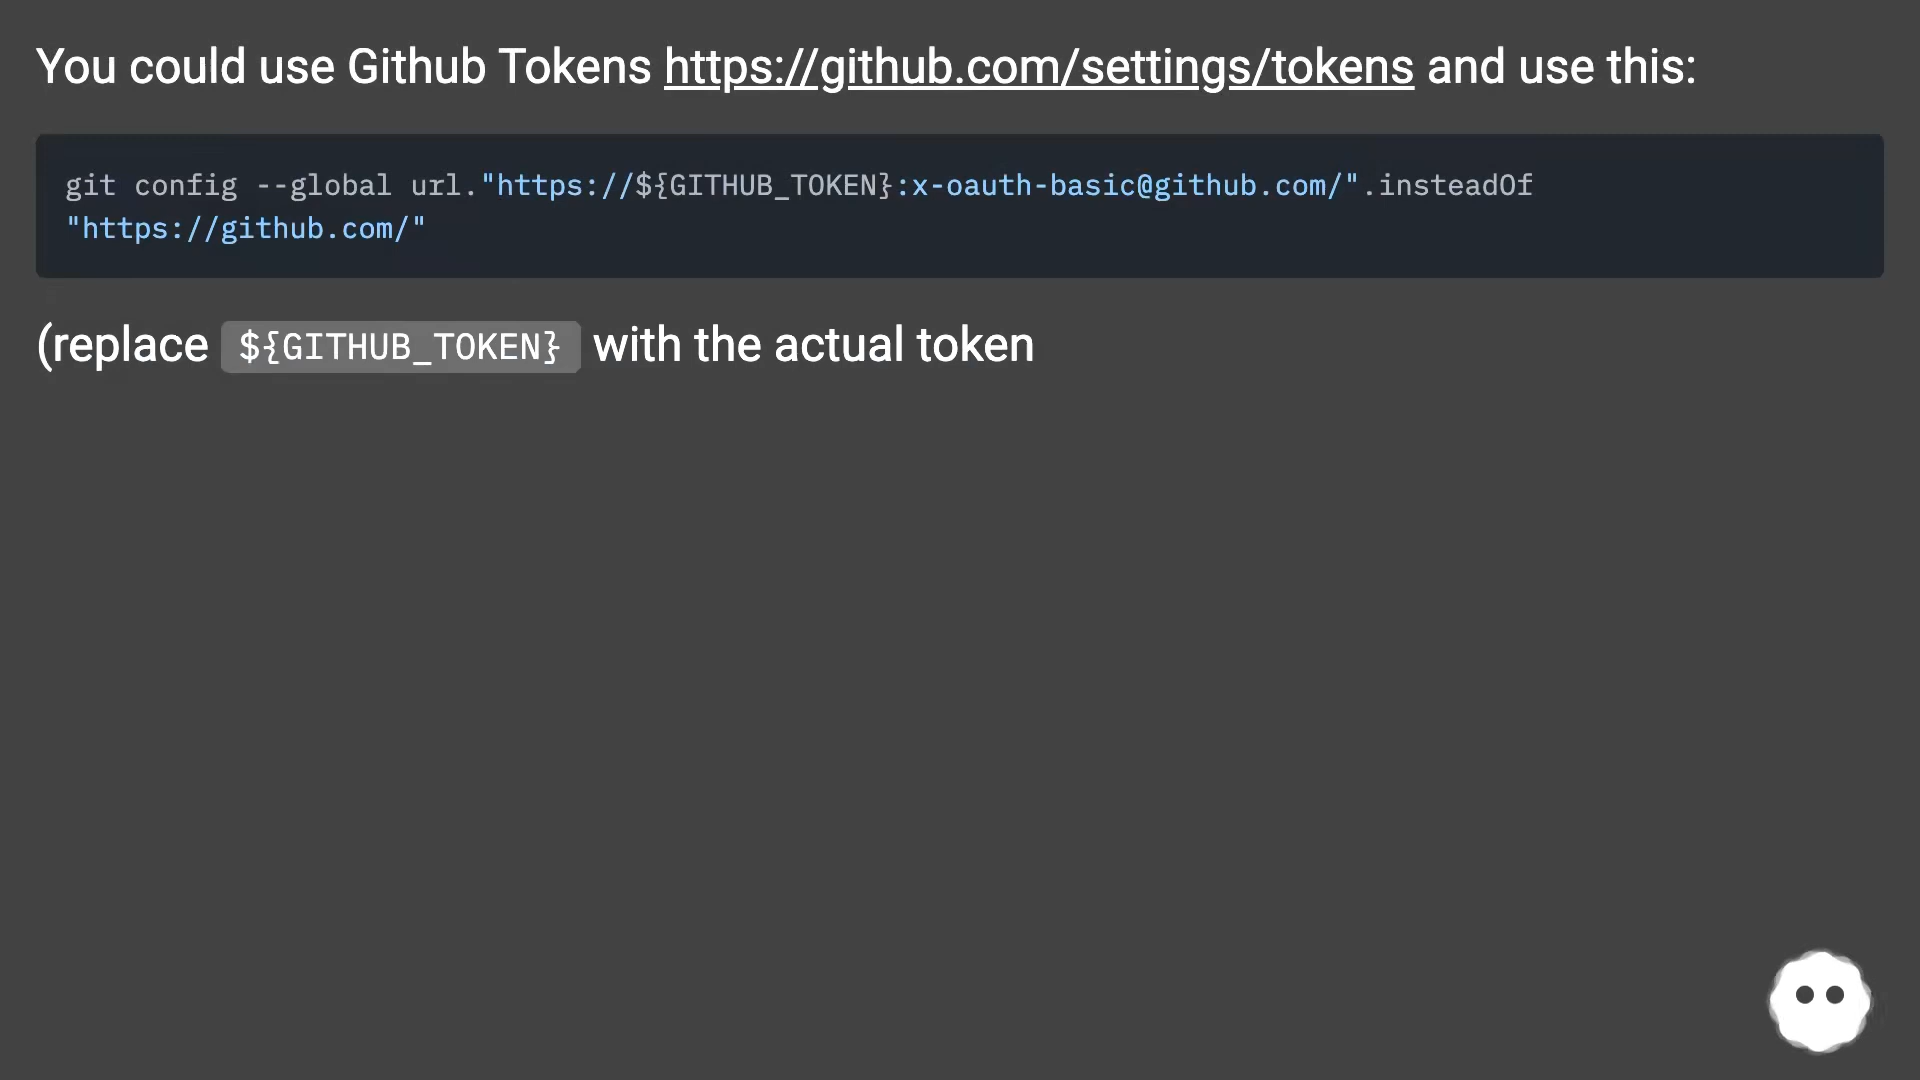 You could use Github Tokens https://github.com/settings/tokens and use this:
git config --global url."https://${GITHUB_TOKEN}:x-oauth-basic@github.com/".insteadOf
"https://github.com/"
(replace ${GITHUB_TOKEN} with the actual token